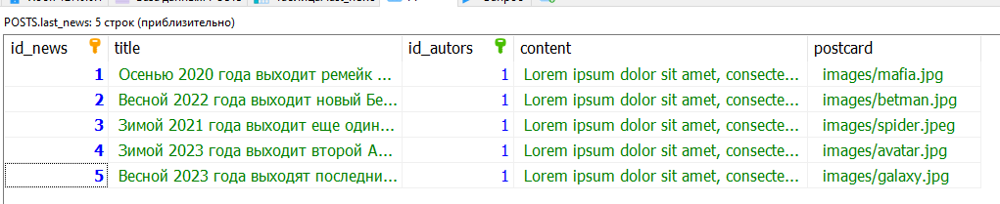 POSTS.last_news: 5 строк (приблизительно)
id_news title id_autors content postcard
1 Осенью 2020 года выходит ремейк ... 1 Lorem ipsum dolor sit amet, consecte... images/mafia.jpg
2 Весной 2022 года выходит новый Бе... 1 Lorem ipsum dolor sit amet, consecte... images/betman.jpg
3 Зимой 2021 года выходит еще один... 1 Lorem ipsum dolor sit amet, consecte... images/spider.jpeg
4 Зимой 2023 года выходит второй А... 1 Lorem ipsum dolor sit amet, consecte... images/avatar.jpg
5 Весной 2023 года выходят последни... 1 Lorem ipsum dolor sit amet, consecte... images/galaxy.jpg